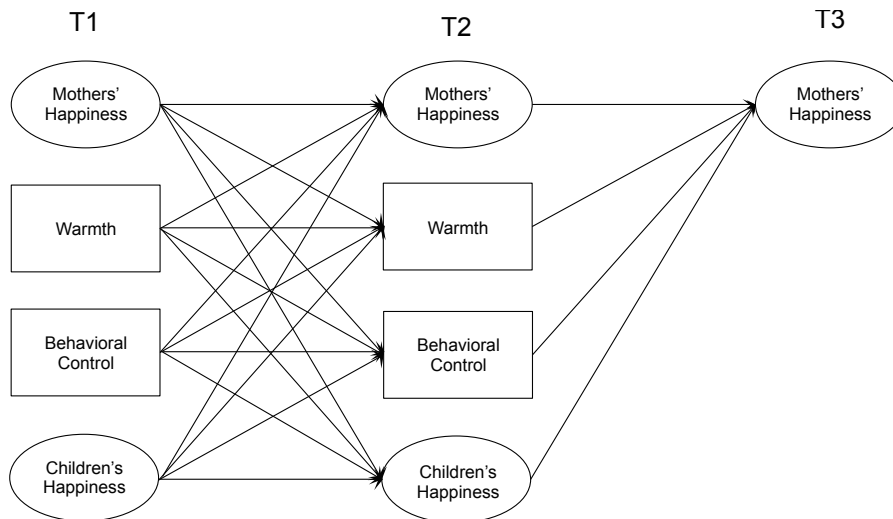 T1
T2
T3
Mothers'
Happiness
Mothers'
Happiness
Mothers'
Happiness
Warmth
Warmth
Behavioral
Control
Behavioral
Control
Children's
Happiness
Children's
Happiness